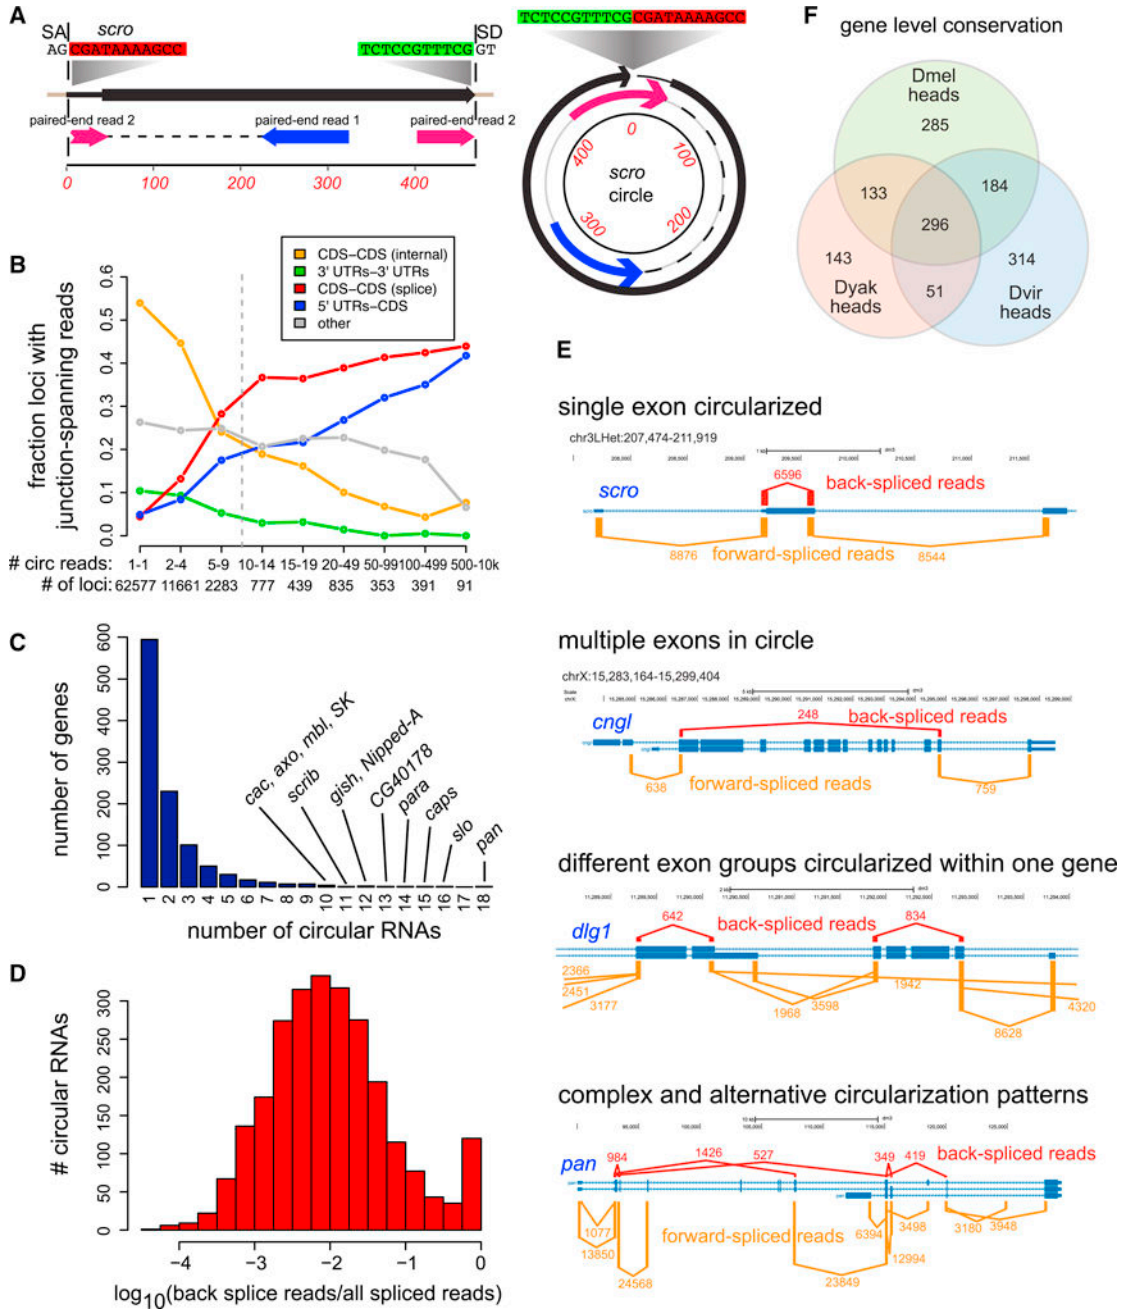 A
SA
scro
SD
AG CGATAAAAGCC
TCTCCGTTTCG GT
paired-end read 2
paired-end read 1
paired-end read 2
0 100 200 300 400
TCTCCGTTTCGCGATAAAAGCC
0
100
200
300
400
scro
circle
F
gene level conservation
Dmel
heads
285
133
184
296
143
314
51
Dyak
heads
Dvir
heads
B
CDS-CDS (internal)
3' UTRs-3' UTRs
CDS-CDS (splice)
5' UTRs-CDS
other
fraction loci with
junction-spanning reads
0.6
0.5
0.4
0.3
0.2
0.1
0.0
# circ reads: 1-1 2-4 5-9 10-14 15-19 20-49 50-99 100-499 500-10k
# of loci: 62577 11661 2283 777 439 835 353 391 91
C
number of genes
600
500
400
300
200
100
0
cac, axo, mbl, SK
scrib
gish, Nipped-A
CG40178
para
caps
slo
pan
1 2 3 4 5 6 7 8 9 10 11 12 13 14 15 16 17 18
number of circular RNAs
D
# circular RNAs
300
250
200
150
100
50
0
−4 −3 −2 −1 0
log10(back splice reads/all spliced reads)
E
single exon circularized
chr3LHet:207,474-211,919
6596
back-spliced reads
scro
8876
forward-spliced reads
8544
multiple exons in circle
chrX:15,283,164-15,299,404
248
back-spliced reads
cngl
638
forward-spliced reads
759
different exon groups circularized within one gene
642
back-spliced reads
834
dlg1
2366
2451
3177
1968
3598
1942
4320
8628
complex and alternative circularization patterns
984
1426
527
349
419
back-spliced reads
pan
1077
13850
24568
forward-spliced reads
23849
6394
12994
3498
3180
3948